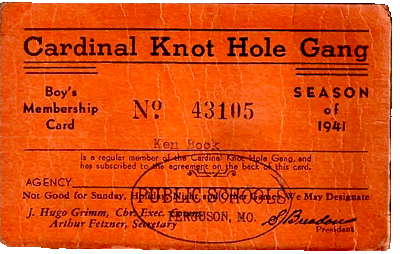 Cardinal Knot Hole Gang
Boy's
Membership
Card
No. 43105
SEASON
of
1941
Ken Bock
Is a regular member of the Cardinal Knot Hole Gang, and
has subscribed to the agreement on the back of this card.
AGENCY
PUBLIC SCHOOLS
FERGUSON, MO.
Not Good for Sunday, Holiday, Night and Other Games We May Designate
J. Hugo Grimm, Chr. Exec. Comm.
Arthur Fetzner, Secretary
S. Breadon
President